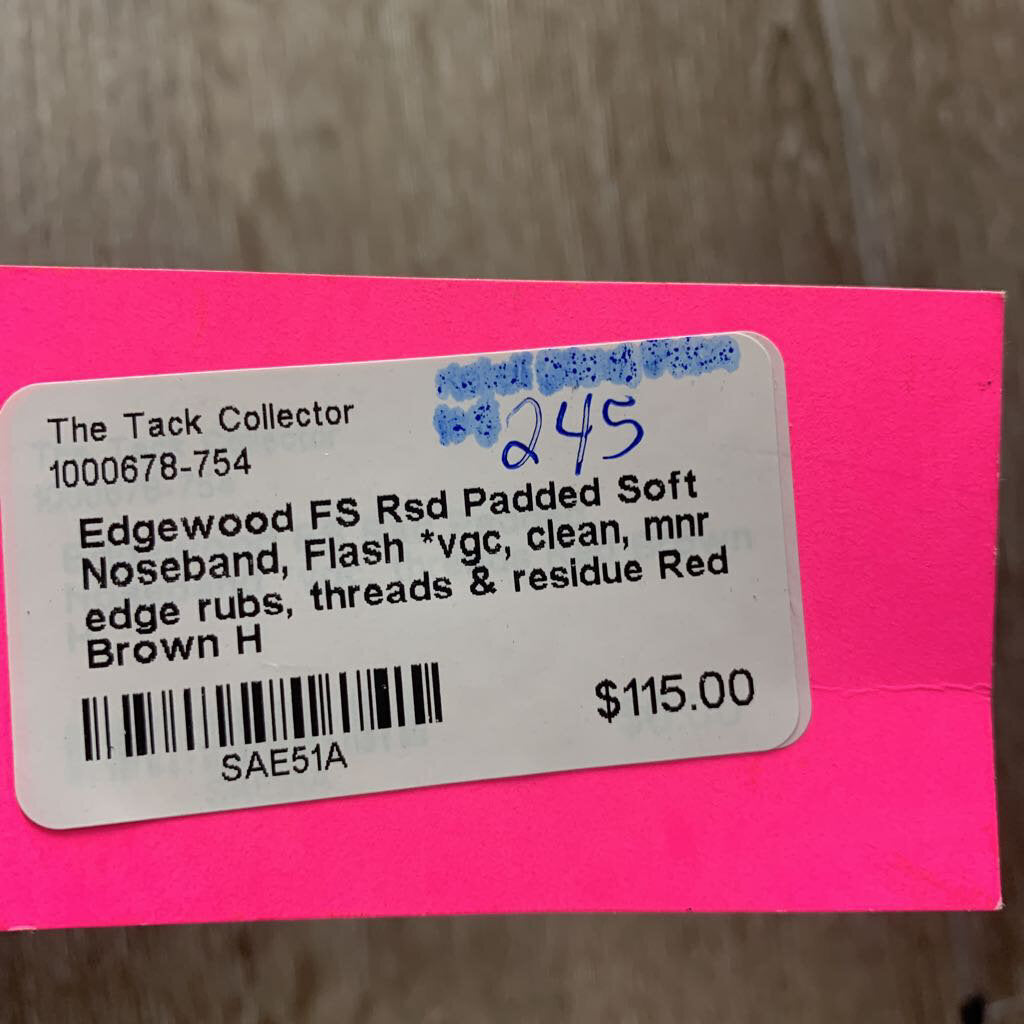 The Tack Collector
1000678-754
245
Edgewood FS Rsd Padded Soft
Noseband, Flash *vgc, clean, mnr
edge rubs, threads & residue Red
Brown H
$115.00
SAE51A